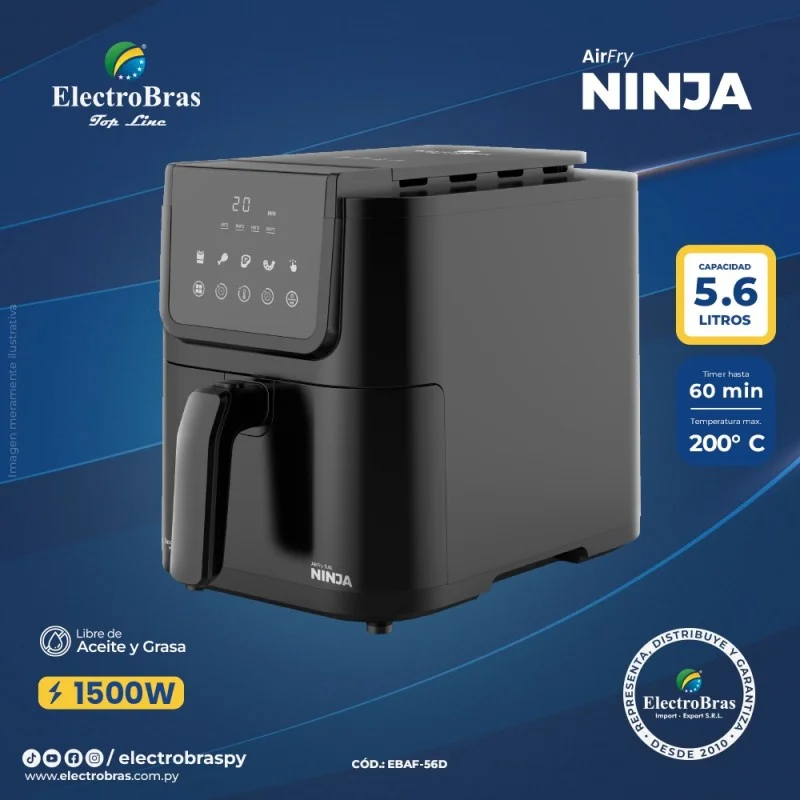 ElectroBras
Top Line
AirFry
NINJA
20
CAPACIDAD
5.6
LITROS
Timer hasta
60 min
Temperatura max.
200° C
Imagen meramente ilustrativa
NINJA
Libre de
Aceite y Grasa
1500W
/ electrobraspy
www.electrobras.com.py
CÓD.: EBAF-56D
REPRESENTA, DISTRIBUYE Y GARANTIZA
ElectroBras
Import - Export S.R.L.
• DESDE 2010 •